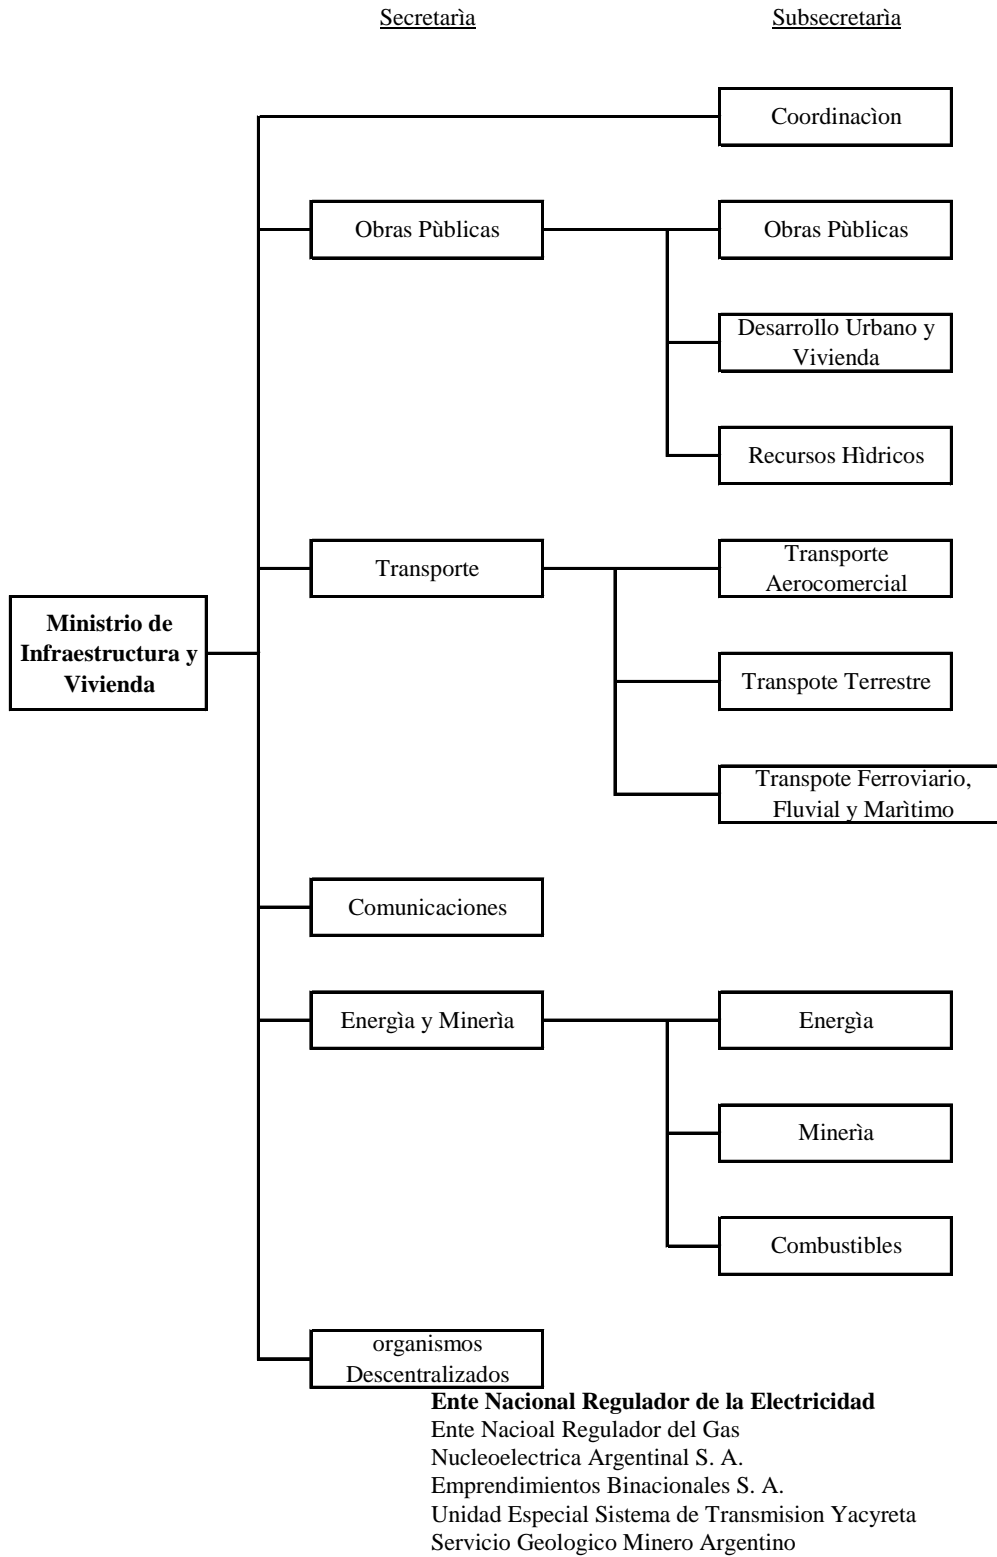 Secretarìa
Subsecretarìa
Coordinacìon
Obras Pùblicas
Obras Pùblicas
Desarrollo Urbano y
Vivienda
Recursos Hìdricos
Transporte
Transporte
Aerocomercial
Ministrio de
Infraestructura y
Vivienda
Transpote Terrestre
Transpote Ferroviario,
Fluvial y Marìtimo
Comunicaciones
Energìa y Minerìa
Energìa
Minerìa
Combustibles
organismos
Descentralizados
Ente Nacional Regulador de la Electricidad
Ente Nacioal Regulador del Gas
Nucleoelectrica Argentinal S. A.
Emprendimientos Binacionales S. A.
Unidad Especial Sistema de Transmision Yacyreta
Servicio Geologico Minero Argentino